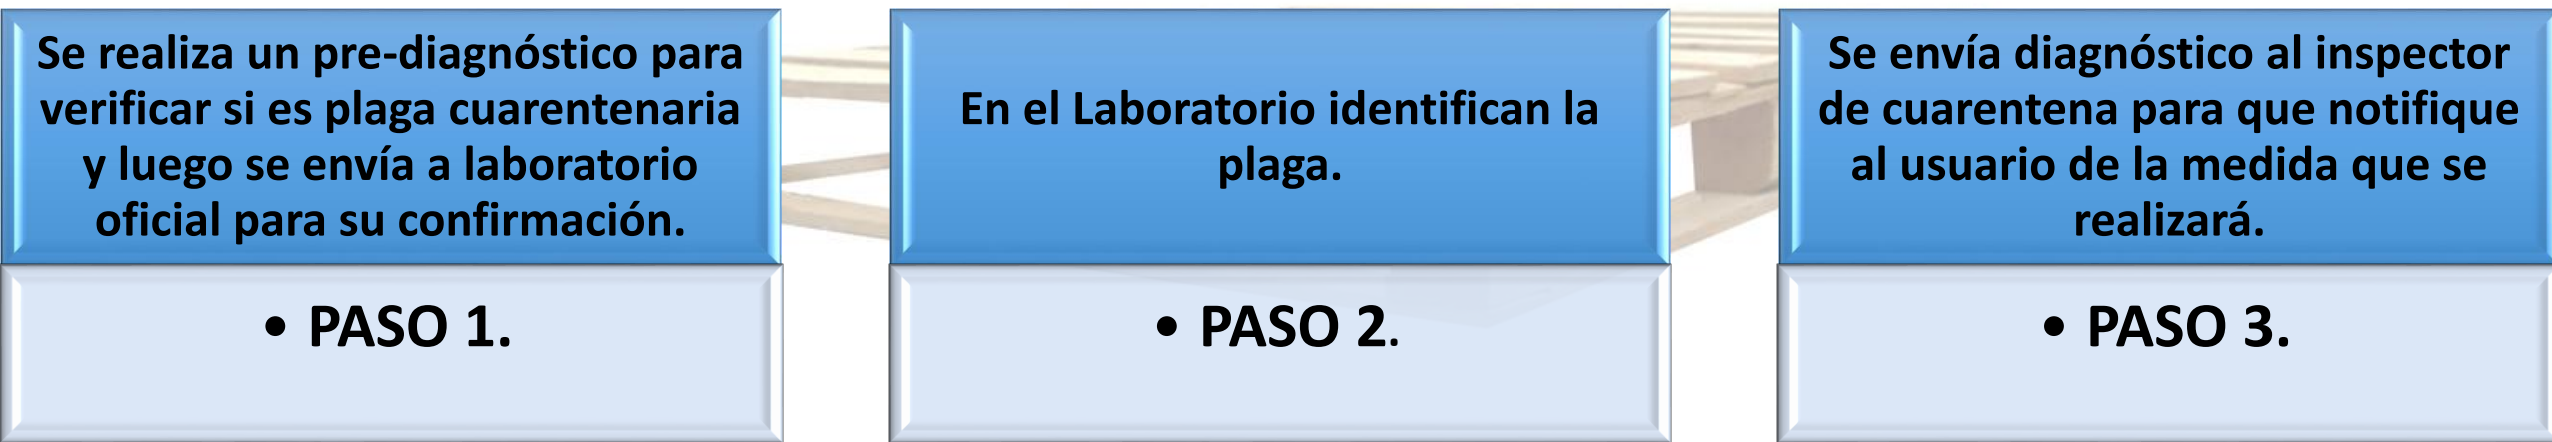 Se realiza un pre-diagnóstico para
verificar si es plaga cuarentenaria
y luego se envía a laboratorio
oficial para su confirmación.
• PASO 1.
En el Laboratorio identifican la
plaga.
• PASO 2.
Se envía diagnóstico al inspector
de cuarentena para que notifique
al usuario de la medida que se
realizará.
• PASO 3.